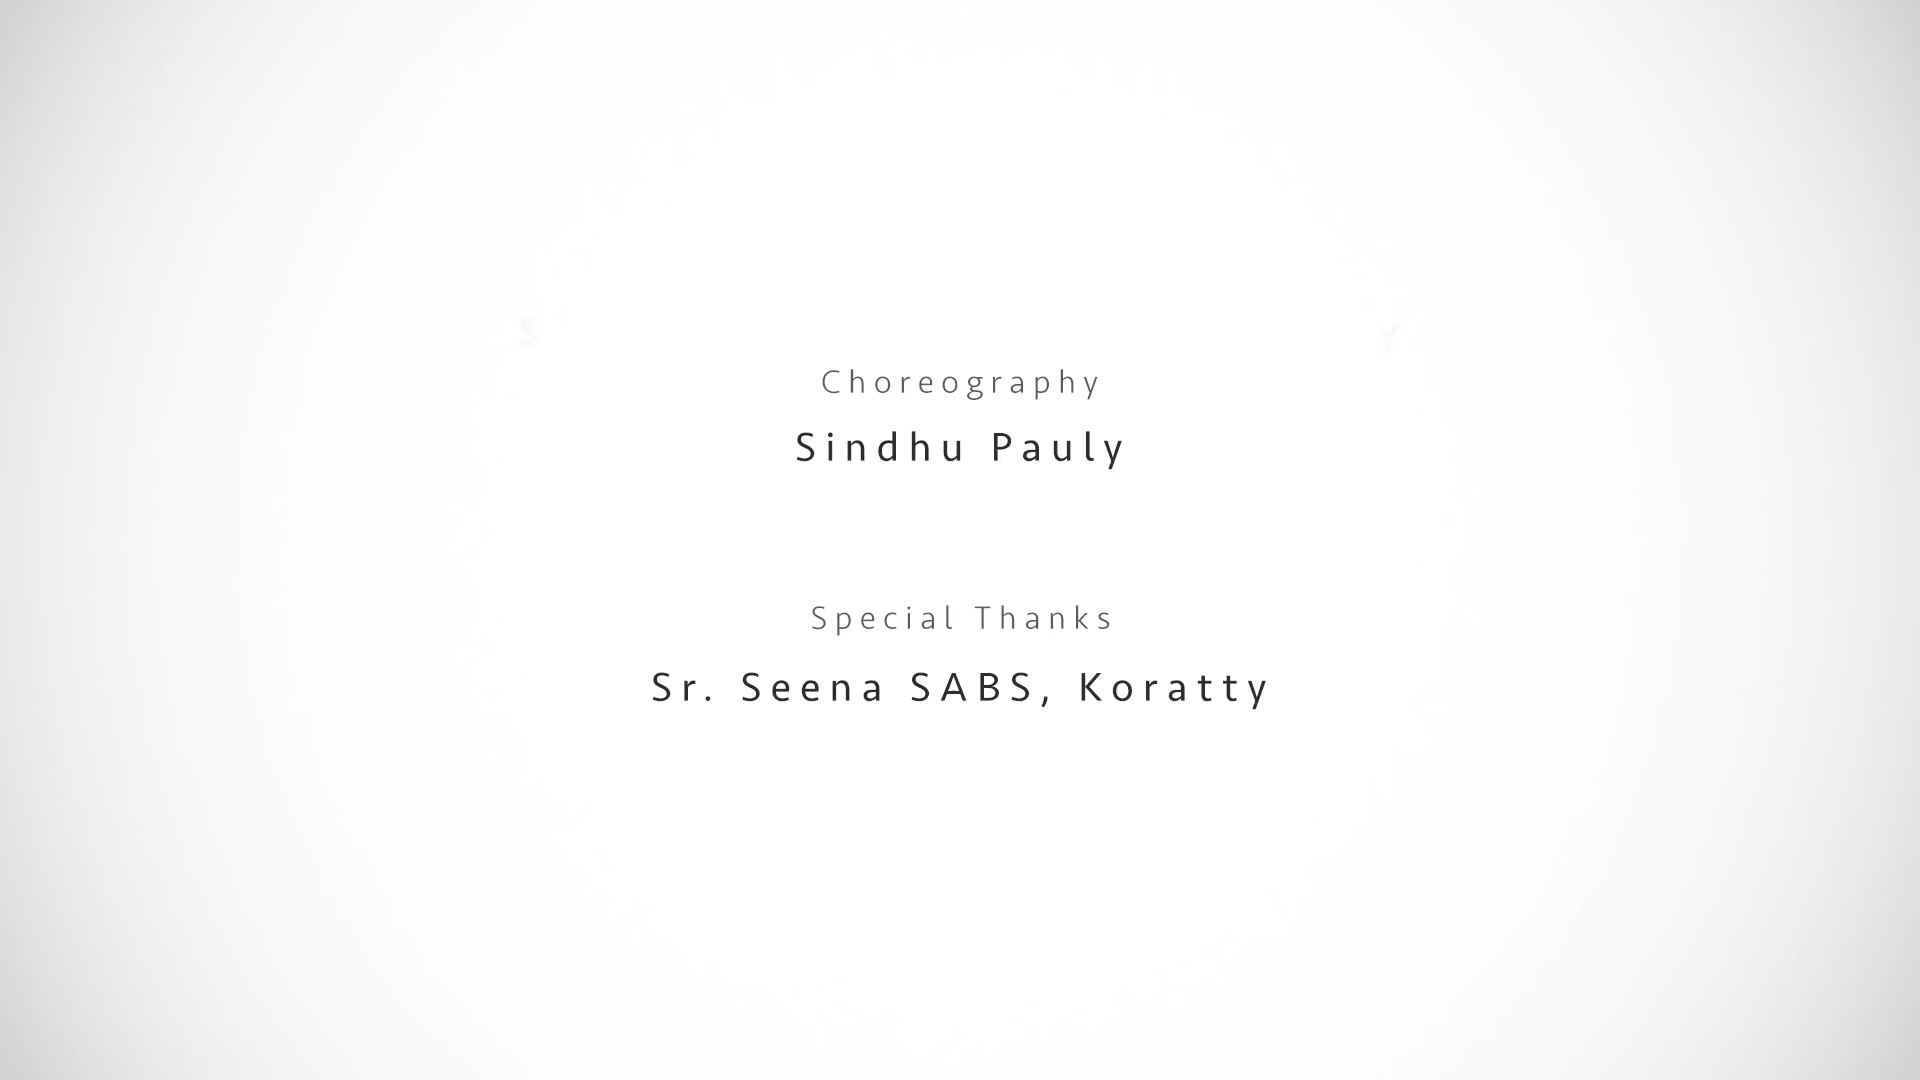 Choreography
Sindhu Pauly
Special Thanks
Sr. Seena SABS, Koratty